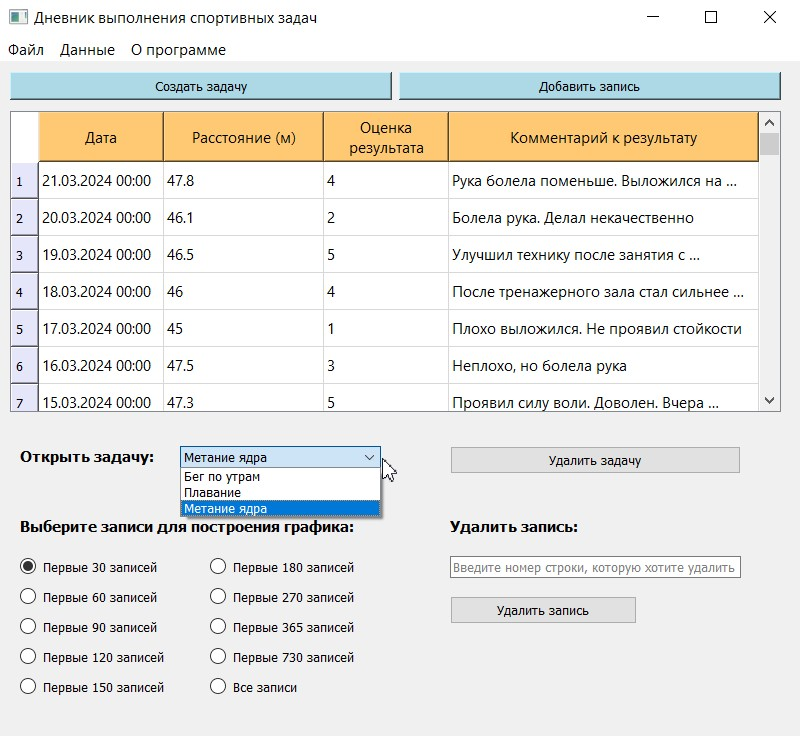 Дневник выполнения спортивных задач
Файл Данные О программе
Создать задачу Добавить запись
Дата Расстояние (м) Оценка результата Комментарий к результату
1 21.03.2024 00:00 47.8 4 Рука болела поменьше. Выложился на ...
2 20.03.2024 00:00 46.1 2 Болела рука. Делал некачественно
3 19.03.2024 00:00 46.5 5 Улучшил технику после занятия с ...
4 18.03.2024 00:00 46 4 После тренажерного зала стал сильнее ...
5 17.03.2024 00:00 45 1 Плохо выложился. Не проявил стойкости
6 16.03.2024 00:00 47.5 3 Неплохо, но болела рука
7 15.03.2024 00:00 47.3 5 Проявил силу воли. Доволен. Вчера ...
Открыть задачу: Метание ядра Удалить задачу
Бег по утрам
Плавание
Метание ядра
Выберите записи для построения графика: Удалить запись:
Первые 30 записей Первые 180 записей Введите номер строки, которую хотите удалить
Первые 60 записей Первые 270 записей Удалить запись
Первые 90 записей Первые 365 записей
Первые 120 записей Первые 730 записей
Первые 150 записей Все записи